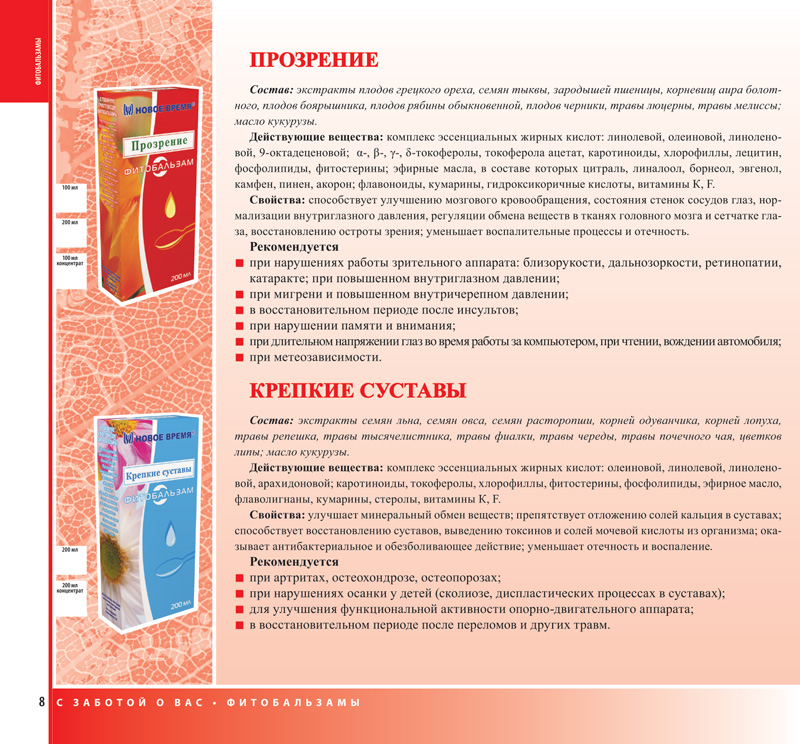 ФИТОБАЛЬЗАМЫ
ПРОЗРЕНИЕ
Состав: экстракты плодов грецкого ореха, семян тыквы, зародышей пшеницы, корневищ аира болот-
ного, плодов боярышника, плодов рябины обыкновенной, плодов черники, травы люцерны, травы мелиссы;
масло кукурузы.
Действующие вещества: комплекс эссенциальных жирных кислот: линолевой, олеиновой, линолено-
вой, 9-октадеценовой; α-, β-, γ-, δ-токоферолы, токоферола ацетат, каротиноиды, хлорофиллы, лецитин,
фосфолипиды, фитостерины; эфирные масла, в составе которых цитраль, линалоол, борнеол, эвгенол,
камфен, пинен, акорон; флавоноиды, кумарины, гидроксикоричные кислоты, витамины K, F.
Свойства: способствует улучшению мозгового кровообращения, состояния стенок сосудов глаз, нор-
мализации внутриглазного давления, регуляции обмена веществ в тканях головного мозга и сетчатке гла-
за, восстановлению остроты зрения; уменьшает воспалительные процессы и отечность.
Рекомендуется
при нарушениях работы зрительного аппарата: близорукости, дальнозоркости, ретинопатии,
катаракте; при повышенном внутриглазном давлении;
при мигрени и повышенном внутричерепном давлении;
в восстановительном периоде после инсультов;
при нарушении памяти и внимания;
при длительном напряжении глаз во время работы за компьютером, при чтении, вождении автомобиля;
при метеозависимости.
НОВОЕ ВРЕМЯ®
Прозрение
ФИТОБАЛЬЗАМ
200 мл
100 мл
200 мл
100 мл
концентрат
КРЕПКИЕ СУСТАВЫ
Состав: экстракты семян льна, семян овса, семян расторопши, корней одуванчика, корней лопуха,
травы репешка, травы тысячелистника, травы фиалки, травы череды, травы почечного чая, цветков
липы; масло кукурузы.
Действующие вещества: комплекс эссенциальных жирных кислот: олеиновой, линолевой, линолено-
вой, арахидоновой; каротиноиды, токоферолы, хлорофиллы, фитостерины, фосфолипиды, эфирное масло,
флаволигнаны, кумарины, стеролы, витамины K, F.
Свойства: улучшает минеральный обмен веществ; препятствует отложению солей кальция в суставах;
способствует восстановлению суставов, выведению токсинов и солей мочевой кислоты из организма; ока-
зывает антибактериальное и обезболивающее действие; уменьшает отечность и воспаление.
Рекомендуется
при артритах, остеохондрозе, остеопорозах;
при нарушениях осанки у детей (сколиозе, диспластических процессах в суставах);
для улучшения функциональной активности опорно-двигательного аппарата;
в восстановительном периоде после переломов и других травм.
НОВОЕ ВРЕМЯ
Крепкие суставы
ФИТОБАЛЬЗАМ
200 мл
200 мл
200 мл
концентрат
8 С ЗАБОТОЙ О ВАС • ФИТОБАЛЬЗАМЫ